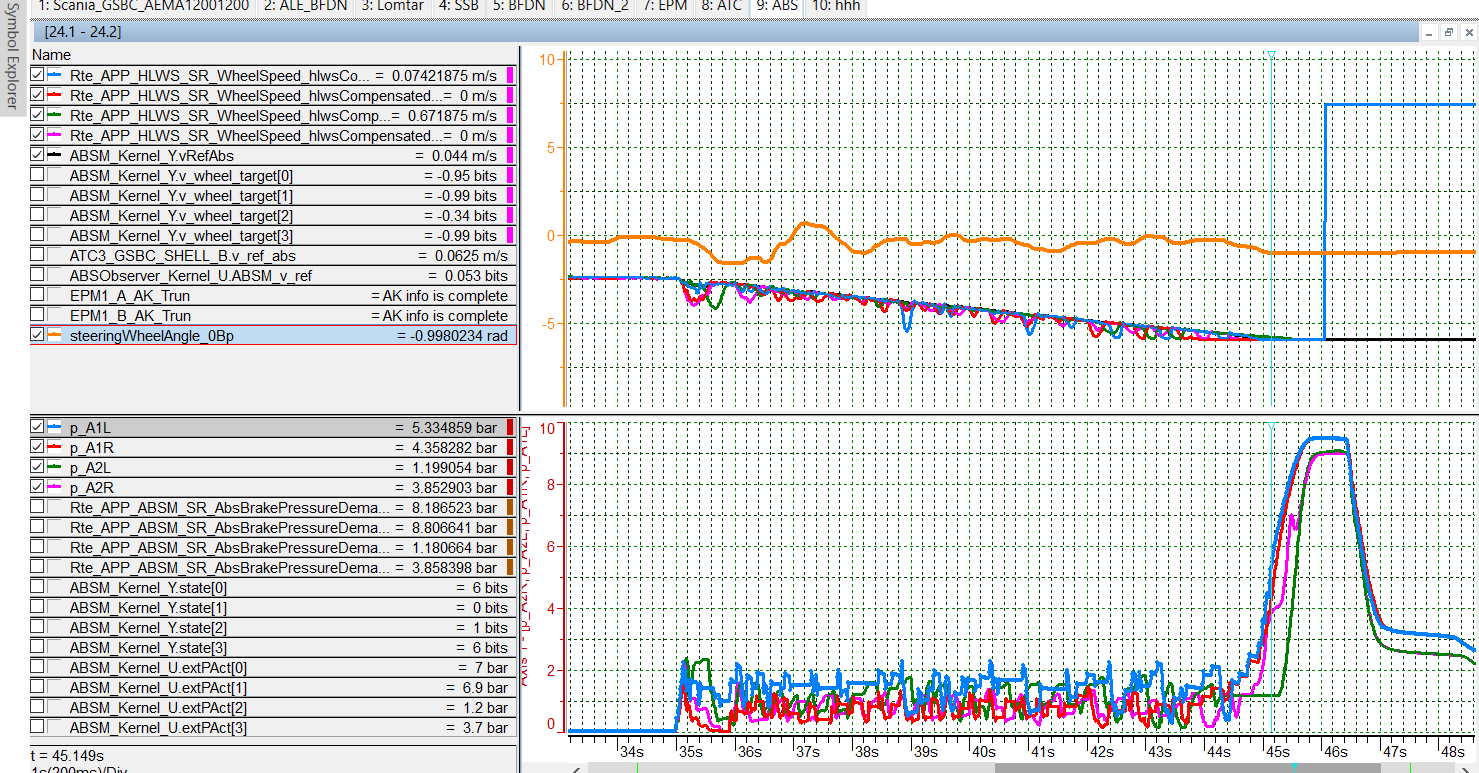 1: Scania_GSBC_AEMA12001200 2: ALE_BFDN 3: Lomtar 4: SSB 5: BFDN 6: BFDN_2 7: EPM 8: ATC 9: ABS 10: hhh
Symbol Explorer
[24.1 - 24.2]
Name
Rte_APP_HLWS_SR_WheelSpeed_hlwsCo... = 0.07421875 m/s
Rte_APP_HLWS_SR_WheelSpeed_hlwsCompensated...= 0 m/s
Rte_APP_HLWS_SR_WheelSpeed_hlwsComp...= 0.671875 m/s
Rte_APP_HLWS_SR_WheelSpeed_hlwsCompensated...= 0 m/s
ABSM_Kernel_Y.vRefAbs = 0.044 m/s
ABSM_Kernel_Y.v_wheel_target[0] = -0.95 bits
ABSM_Kernel_Y.v_wheel_target[1] = -0.99 bits
ABSM_Kernel_Y.v_wheel_target[2] = -0.34 bits
ABSM_Kernel_Y.v_wheel_target[3] = -0.99 bits
ATC3_GSBC_SHELL_B.v_ref_abs = 0.0625 m/s
ABSObserver_Kernel_U.ABSM_v_ref = 0.053 bits
EPM1_A_AK_Trun = AK info is complete
EPM1_B_AK_Trun = AK info is complete
steeringWheelAngle_0Bp = -0.9980234 rad
10
5
0
-5
p_A1L = 5.334859 bar
p_A1R = 4.358282 bar
p_A2L = 1.199054 bar
p_A2R = 3.852903 bar
Rte_APP_ABSM_SR_AbsBrakePressureDema... = 8.186523 bar
Rte_APP_ABSM_SR_AbsBrakePressureDema... = 8.806641 bar
Rte_APP_ABSM_SR_AbsBrakePressureDema... = 1.180664 bar
Rte_APP_ABSM_SR_AbsBrakePressureDema... = 3.858398 bar
ABSM_Kernel_Y.state[0] = 6 bits
ABSM_Kernel_Y.state[1] = 0 bits
ABSM_Kernel_Y.state[2] = 1 bits
ABSM_Kernel_Y.state[3] = 6 bits
ABSM_Kernel_U.extPAct[0] = 7 bar
ABSM_Kernel_U.extPAct[1] = 6.9 bar
ABSM_Kernel_U.extPAct[2] = 1.2 bar
ABSM_Kernel_U.extPAct[3] = 3.7 bar
10
8
6
4
2
0
34s 35s 36s 37s 38s 39s 40s 41s 42s 43s 44s 45s 46s 47s 48s
t = 45.149s
1s(200ms)/Div